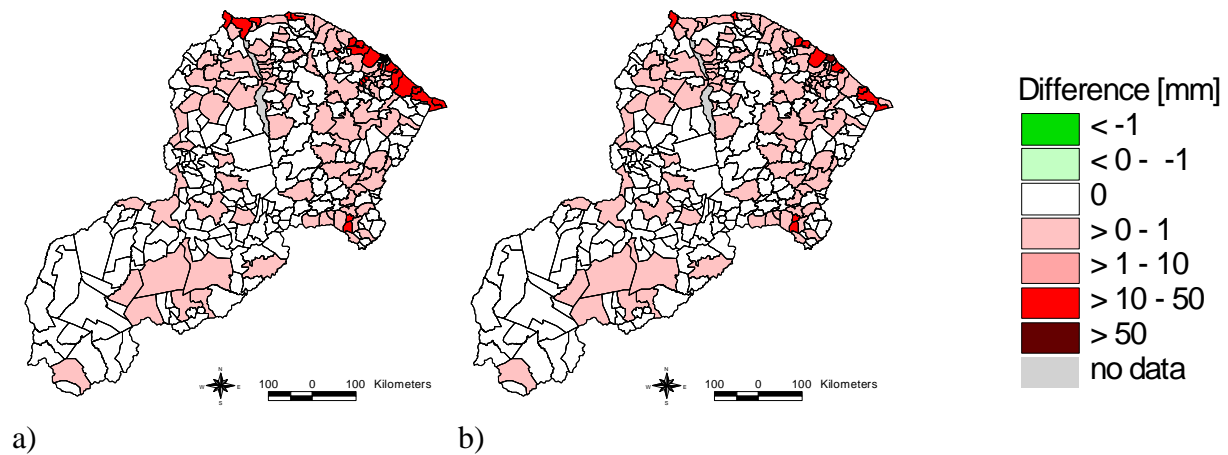 Difference [mm]
< -1
< 0 - -1
0
> 0 - 1
> 1 - 10
> 10 - 50
> 50
no data
N
W E
S
100 0 100 Kilometers
N
W E
S
100 0 100 Kilometers
a)
b)